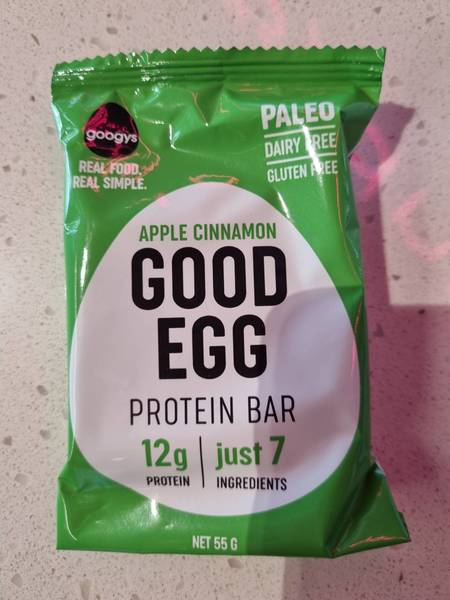 googys
REAL FOOD.
REAL SIMPLE.
PALEO
DAIRY FREE
GLUTEN FREE
APPLE CINNAMON
GOOD
EGG
PROTEIN BAR
12g
PROTEIN
just 7
INGREDIENTS
NET 55 G